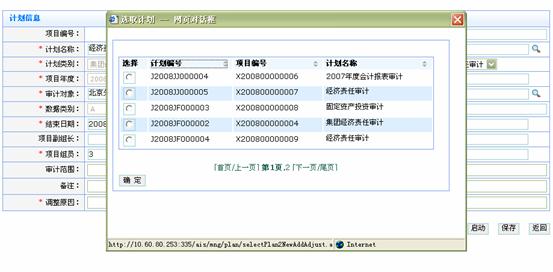 计划信息
选取计划 -- 网页对话框
项目编号:
* 计划名称: 经济责
* 计划类别: 集团
* 项目年度: 200
* 审计对象: 北京分
* 数据类别: A
* 结束日期: 2008
项目副组长:
* 项目组员: 3
审计范围:
备注:
* 调整原因:
选择 计划编号 项目编号 计划名称
J2008JJ000004 X200800000006 2007年度会计报表审计
J2008JJ000005 X200800000007 经济责任审计
J2008JF000003 X200800000008 固定资产投资审计
J2008JF000002 X200800000004 集团经济责任审计
J2008JF000004 X200800000009 经济责任审计
[首页/上一页] 第1页,2 [下一页/尾页]
确 定
审计
启动 保存 返回
http://10.60.80.253:335/ais/mng/plan/selectPlan2NewAddAdjust.s Internet